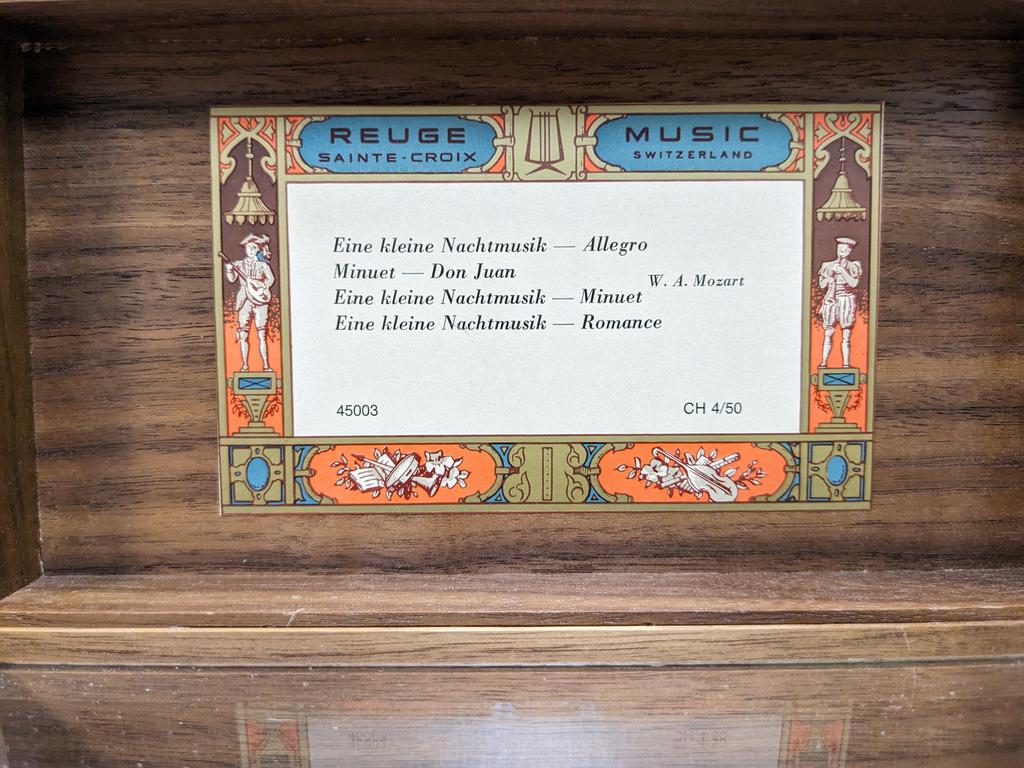 REUGE
SAINTE-CROIX
MUSIC
SWITZERLAND
Eine kleine Nachtmusik — Allegro
Minuet — Don Juan
W. A. Mozart
Eine kleine Nachtmusik — Minuet
Eine kleine Nachtmusik — Romance
45003
CH 4/50